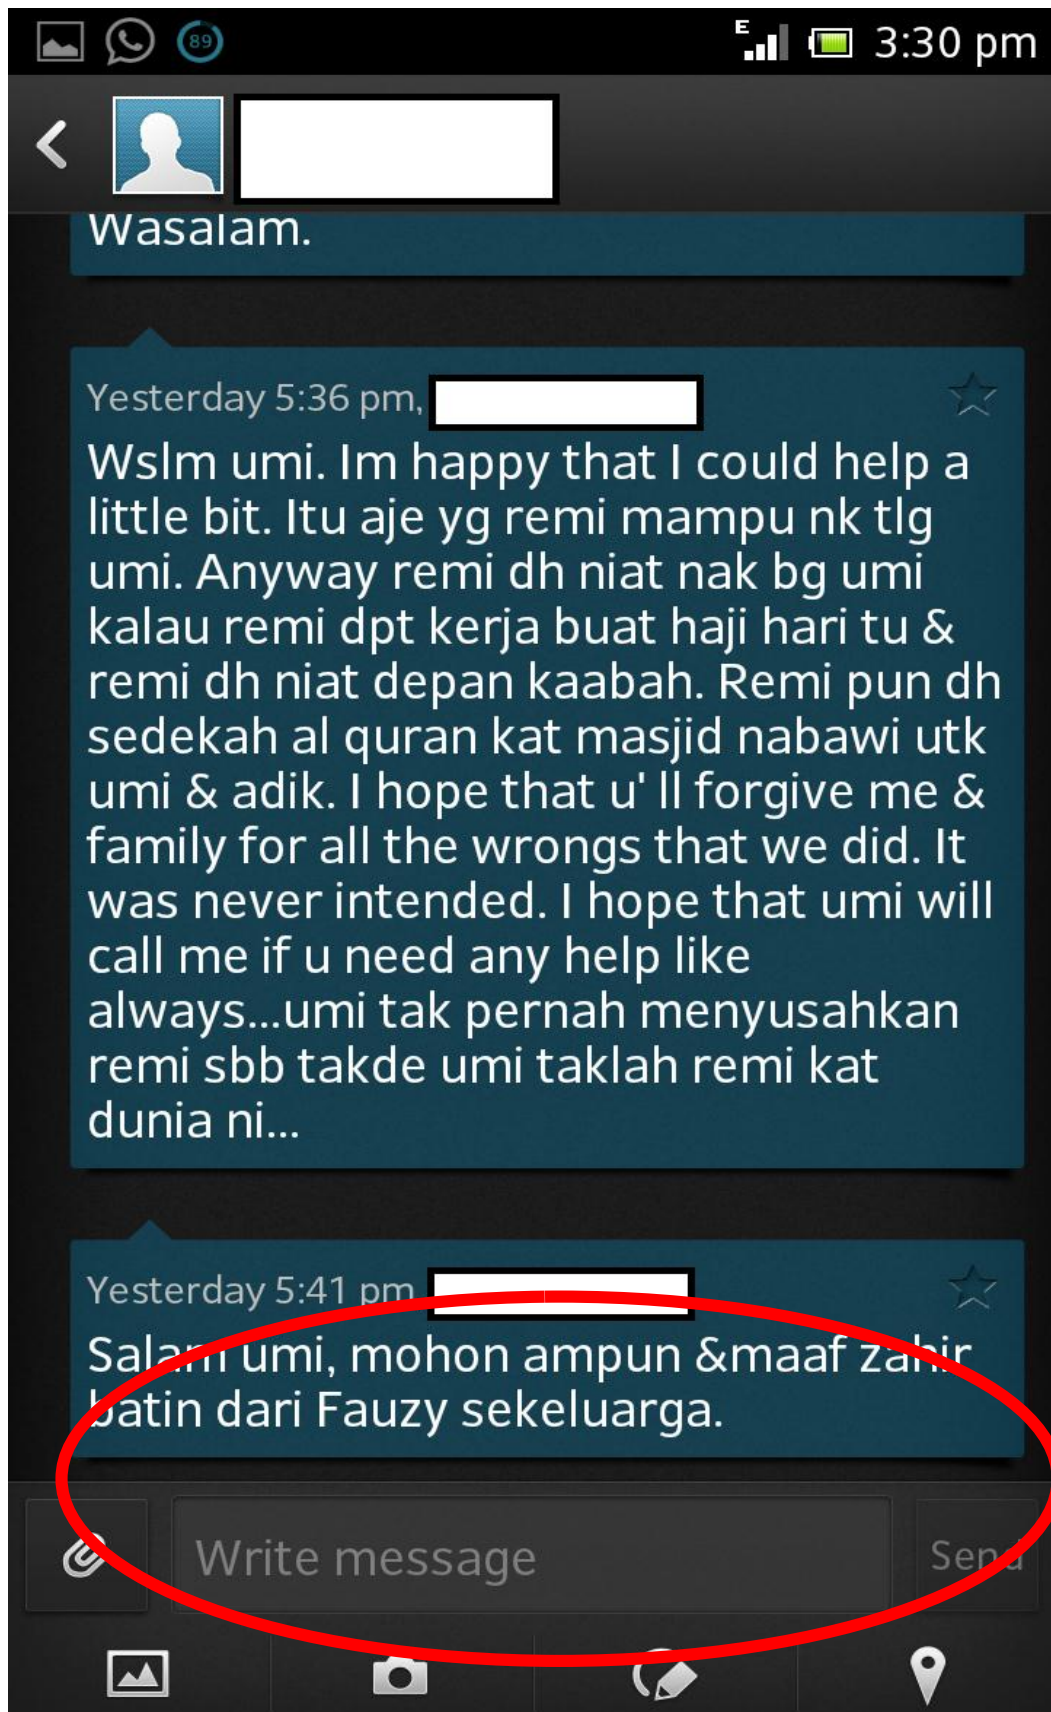 89
E
3:30 pm
Wasalam.
Yesterday 5:36 pm,
Wslm umi. Im happy that I could help a
little bit. Itu aje yg remi mampu nk tlg
umi. Anyway remi dh niat nak bg umi
kalau remi dpt kerja buat haji hari tu &
remi dh niat depan kaabah. Remi pun dh
sedekah al quran kat masjid nabawi utk
umi & adik. I hope that u' ll forgive me &
family for all the wrongs that we did. It
was never intended. I hope that umi will
call me if u need any help like
always...umi tak pernah menyusahkan
remi sbb takde umi taklah remi kat
dunia ni...
Yesterday 5:41 pm
Salam umi, mohon ampun &maaf zahir
batin dari Fauzy sekeluarga.
Write message
Send